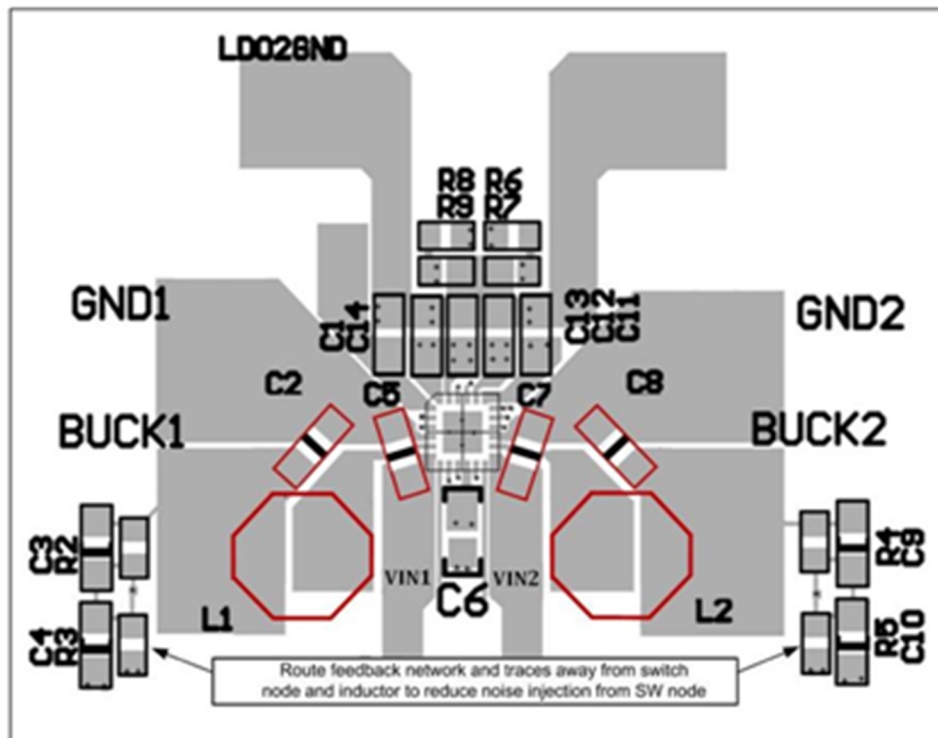 LDO2GND
R8 R6
R9 R7
GND1
C1
C14
C13
C12
C11
GND2
C2
C5
C7
C8
BUCK1
BUCK2
C3
R2
VIN1
VIN2
R4
C9
C6
L1
L2
C4
R3
R5
C10
Route feedback network and traces away from switch
node and inductor to reduce noise injection from SW node